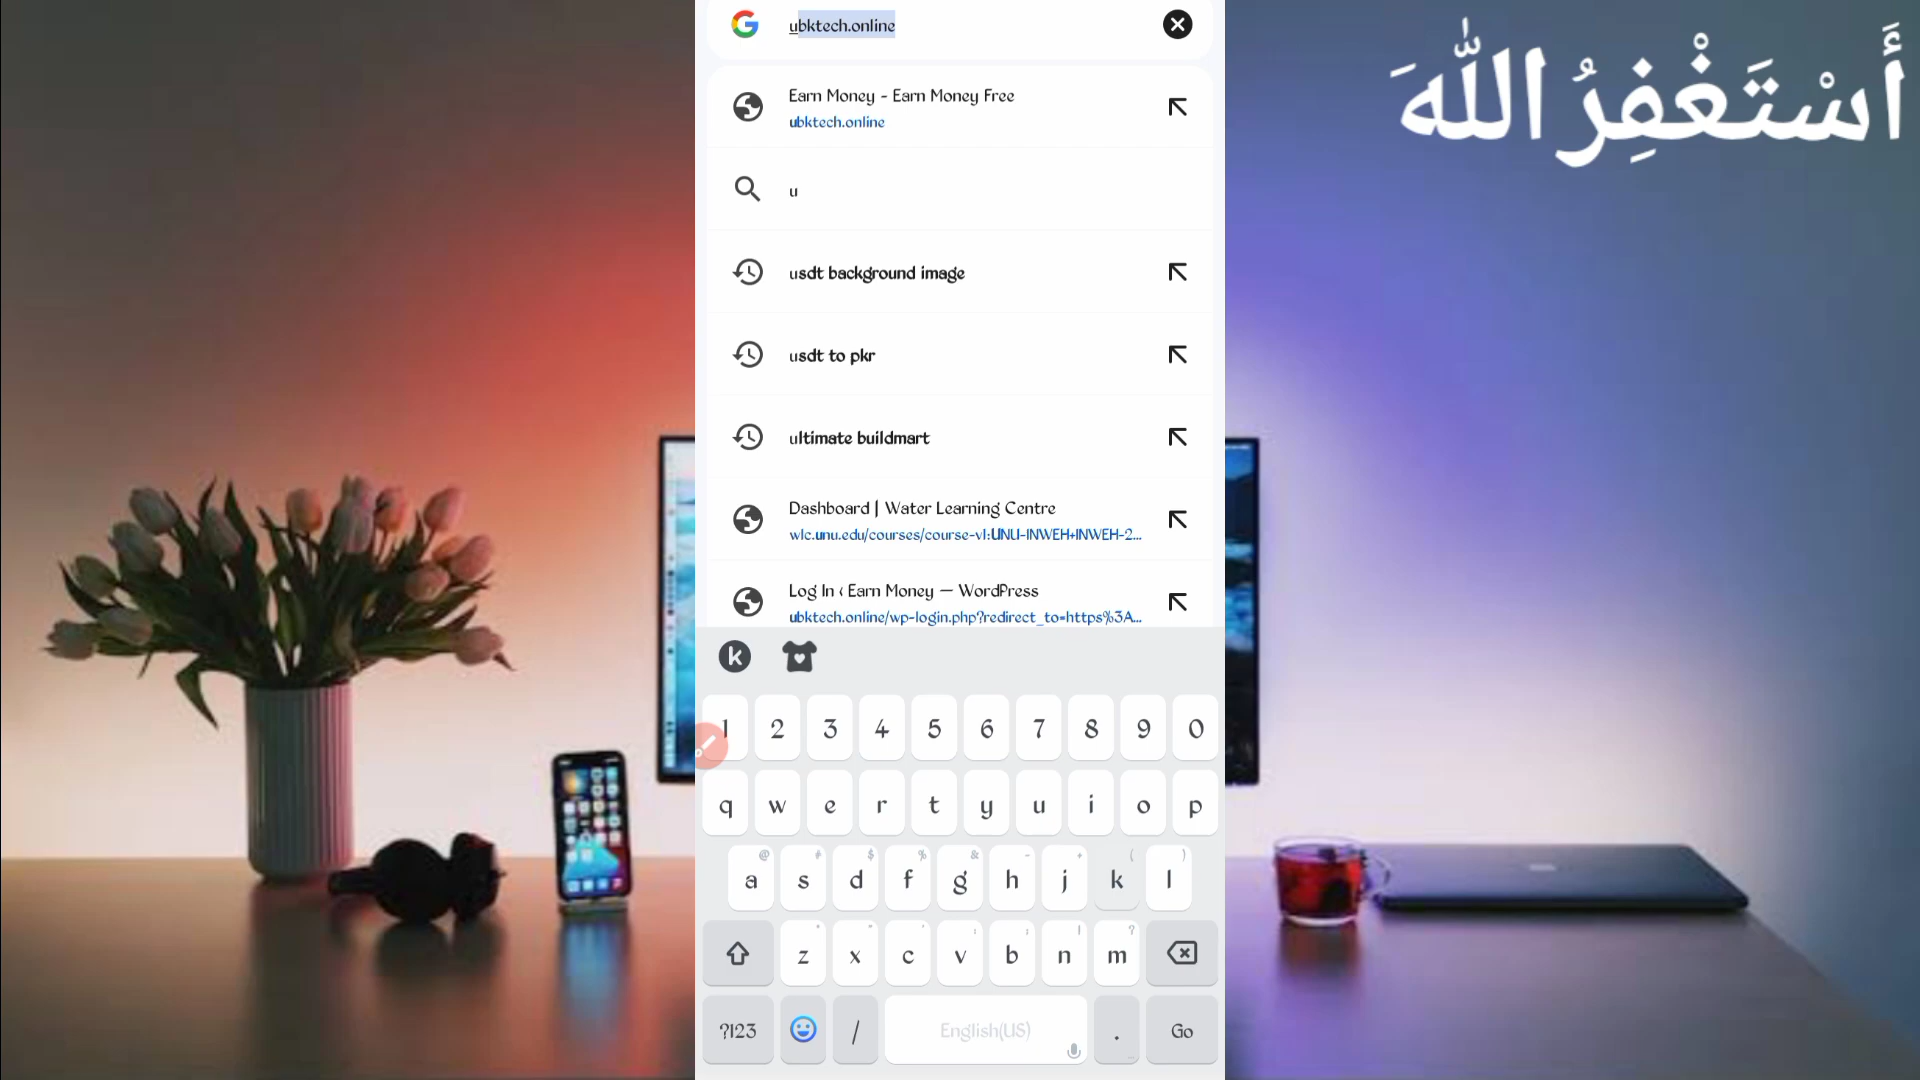 ubktech.online
أَسْتَغْفِرُ اللّٰهَ
Earn Money - Earn Money Free
ubktech.online
u
usdt background image
usdt to pkr
ultimate buildmart
Dashboard | Water Learning Centre
wlc.unu.edu/courses/course-v1:UNU-INWEH+INWEH-2...
Log In ‹ Earn Money — WordPress
ubktech.online/wp-login.php?redirect_to=https%3A...
k
1 2 3 4 5 6 7 8 9 0
q w e r t y u i o p
@ # $ % & - + ( )
a s d f g h j k l
* " ' : ; ! ?
z x c v b n m
?123 / English(US) . Go